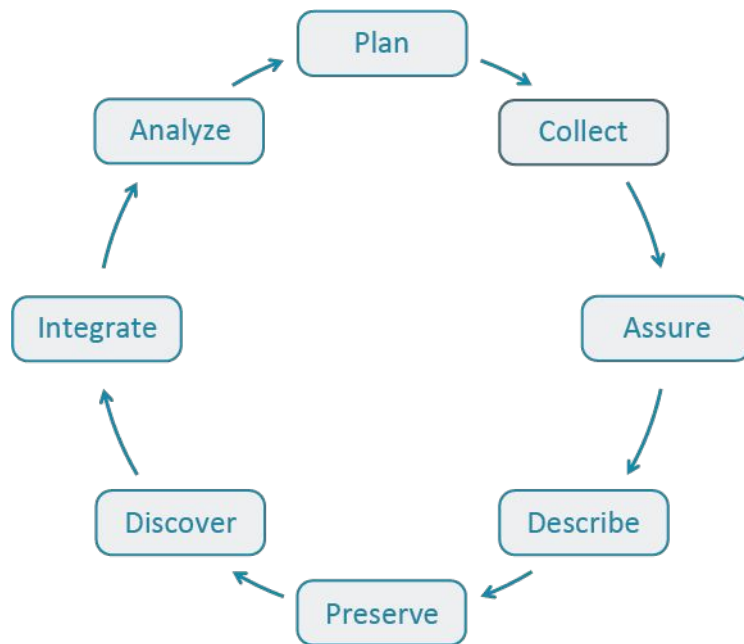 Plan
Collect
Assure
Describe
Preserve
Discover
Integrate
Analyze